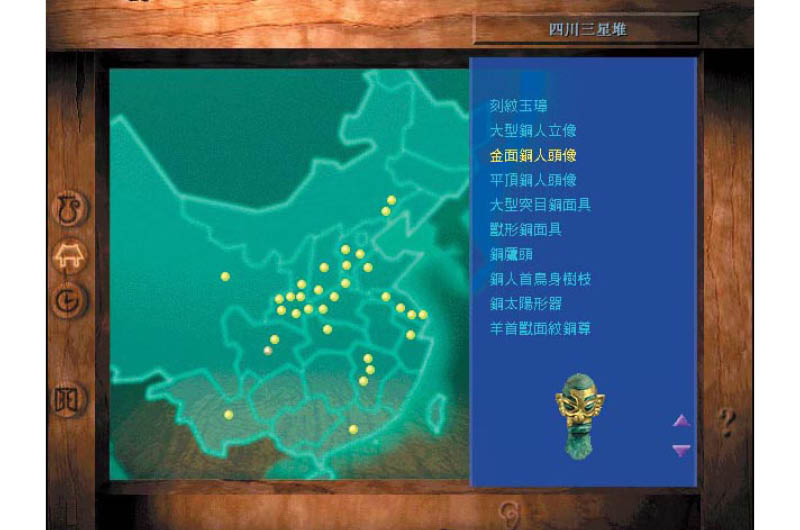 四川三星堆
刻紋玉璋
大型銅人立像
金面銅人頭像
平頂銅人頭像
大型突目銅面具
獸形銅面具
銅鷹頭
銅人首鳥身樹枝
銅太陽形器
羊首獸面紋銅尊
?